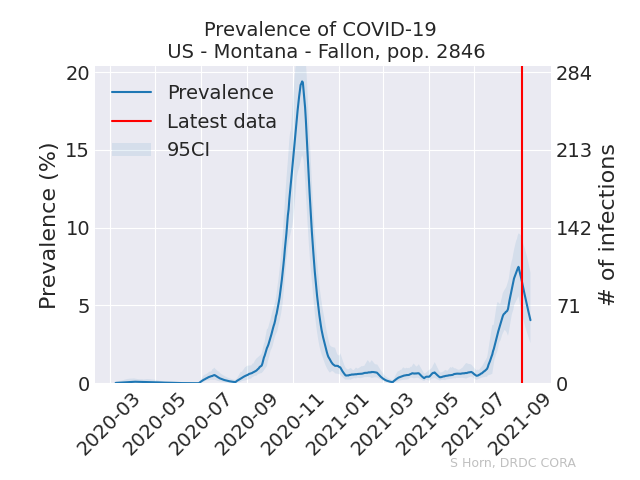 Prevalence of COVID-19
US - Montana - Fallon, pop. 2846
Prevalence (%)
20
15
10
5
0
Prevalence
Latest data
95CI
284
213
142
71
0
# of infections
2020-03
2020-05
2020-07
2020-09
2020-11
2021-01
2021-03
2021-05
2021-07
2021-09
S Horn, DRDC CORA